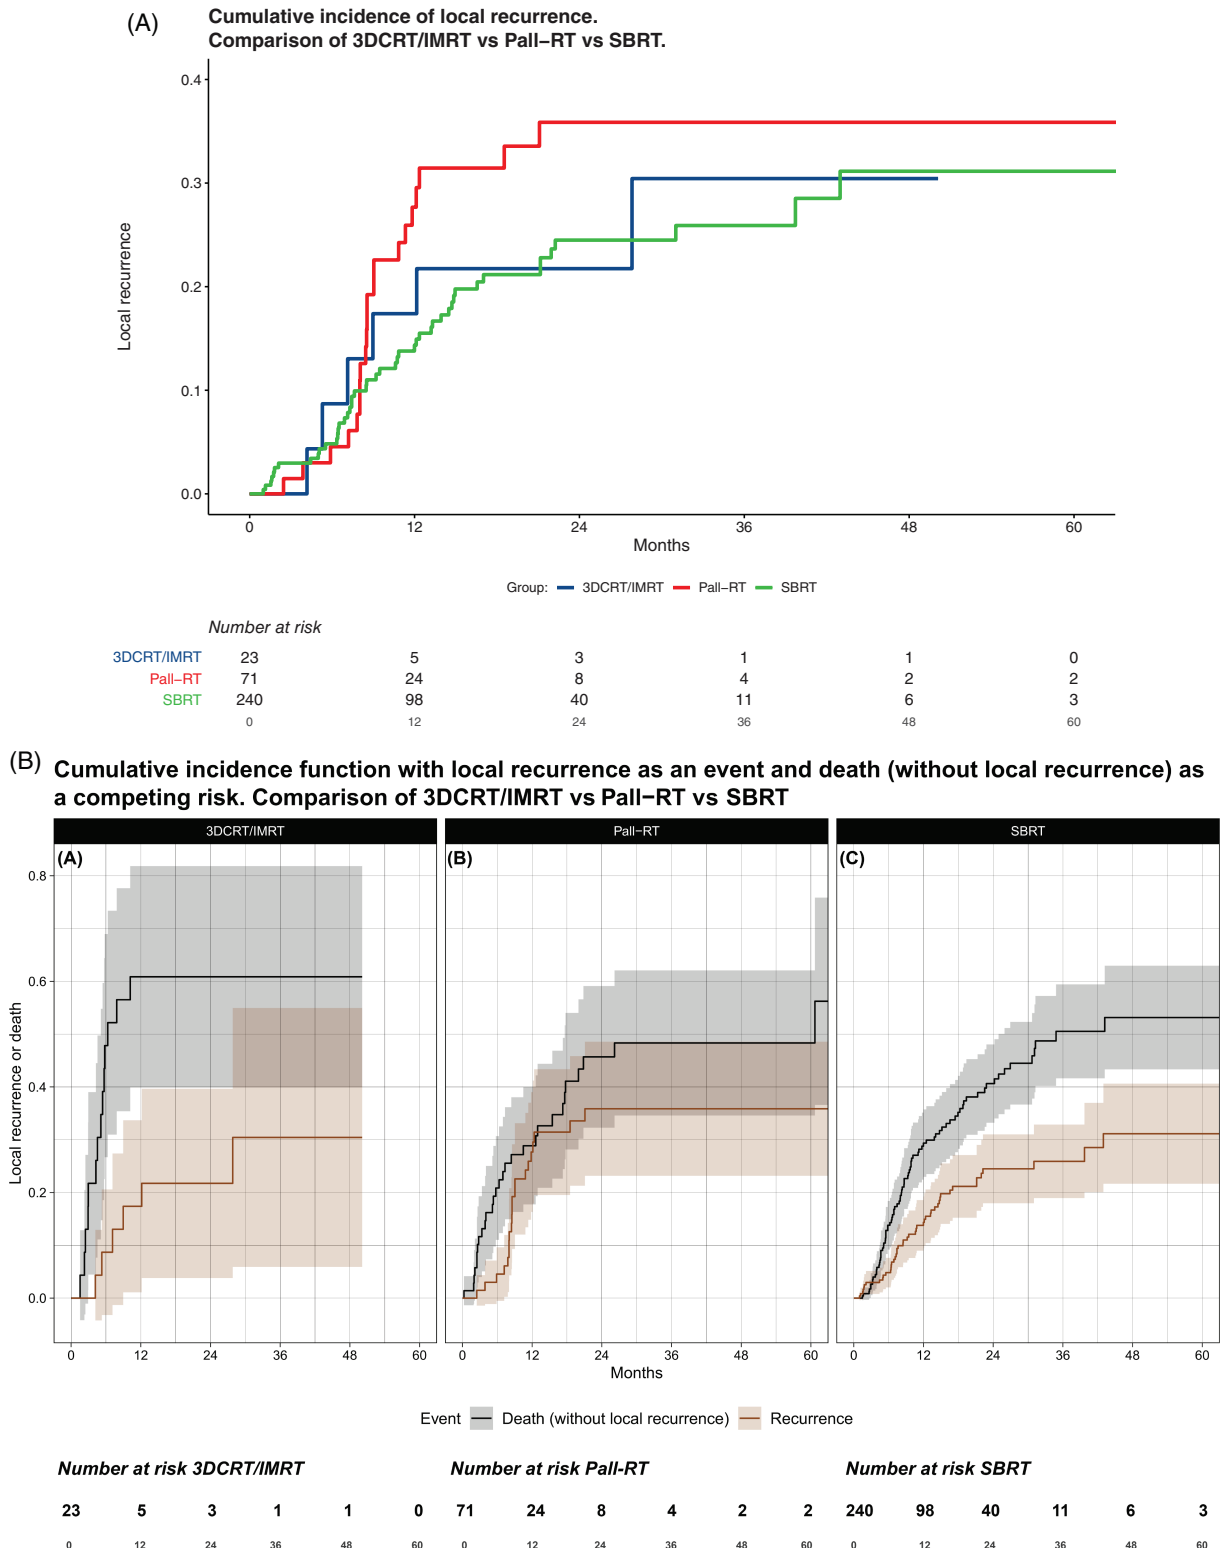 (A)
Cumulative incidence of local recurrence.
Comparison of 3DCRT/IMRT vs Pall–RT vs SBRT.
0.4
0.3
0.2
0.1
0.0
Local recurrence
0 12 24 36 48 60
Months
Group: 3DCRT/IMRT Pall–RT SBRT
Number at risk
3DCRT/IMRT 23 5 3 1 1 0
Pall–RT 71 24 8 4 2 2
SBRT 240 98 40 11 6 3
0 12 24 36 48 60
(B) Cumulative incidence function with local recurrence as an event and death (without local recurrence) as
a competing risk. Comparison of 3DCRT/IMRT vs Pall–RT vs SBRT
3DCRT/IMRT Pall–RT SBRT
(A) (B) (C)
0.8
0.6
0.4
0.2
0.0
Local recurrence or death
0 12 24 36 48 60 0 12 24 36 48 60 0 12 24 36 48 60
Months
Event Death (without local recurrence) Recurrence
Number at risk 3DCRT/IMRT Number at risk Pall-RT Number at risk SBRT
23 5 3 1 1 0 71 24 8 4 2 2 240 98 40 11 6 3
0 12 24 36 48 60 0 12 24 36 48 60 0 12 24 36 48 60